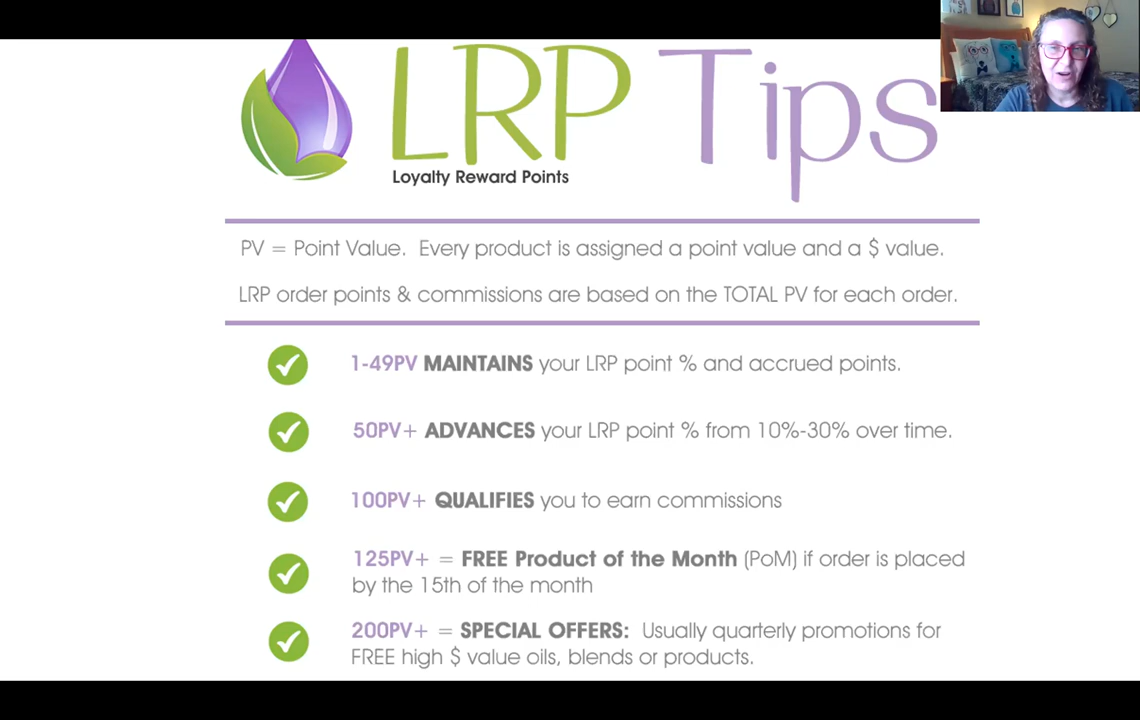 LRP Tips
Loyalty Reward Points
PV = Point Value. Every product is assigned a point value and a $ value.
LRP order points & commissions are based on the TOTAL PV for each order.
1-49PV MAINTAINS your LRP point % and accrued points.
50PV+ ADVANCES your LRP point % from 10%-30% over time.
100PV+ QUALIFIES you to earn commissions
125PV+ = FREE Product of the Month (PoM) if order is placed
by the 15th of the month
200PV+ = SPECIAL OFFERS: Usually quarterly promotions for
FREE high $ value oils, blends or products.